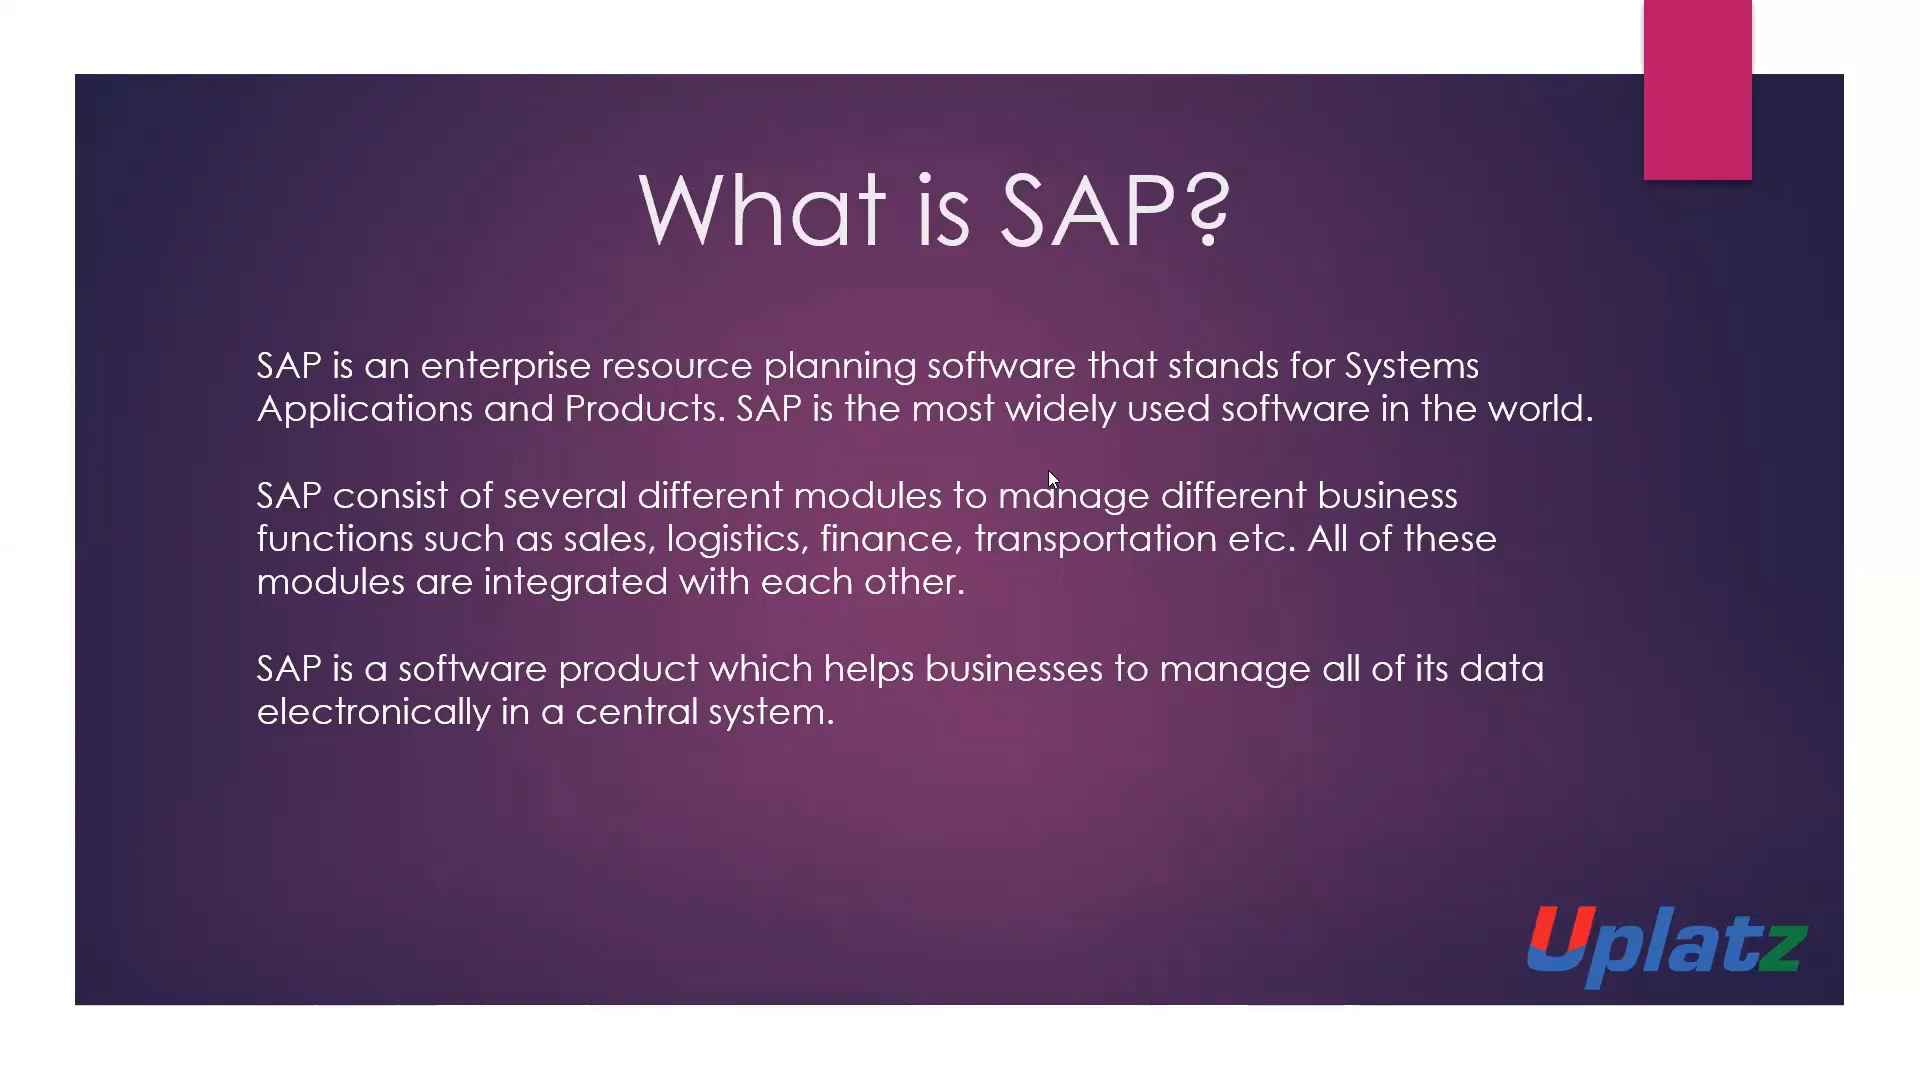 What is SAP?
SAP is an enterprise resource planning software that stands for Systems
Applications and Products. SAP is the most widely used software in the world.
SAP consist of several different modules to manage different business
functions such as sales, logistics, finance, transportation etc. All of these
modules are integrated with each other.
SAP is a software product which helps businesses to manage all of its data
electronically in a central system.
Uplatz